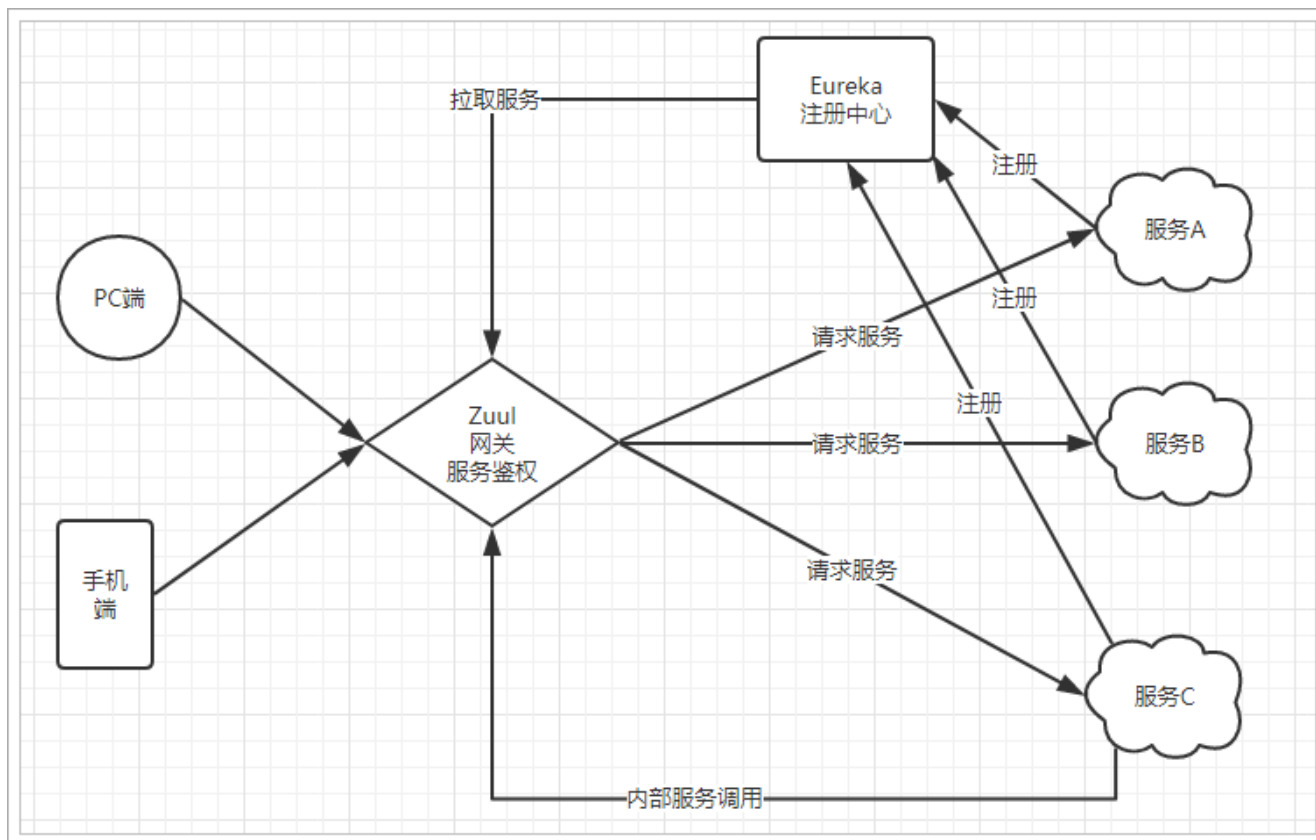 Eureka
注册中心
拉取服务
注册
服务A
PC端
注册
请求服务
注册
Zuul
网关
服务鉴权
请求服务
服务B
请求服务
手机
端
服务C
内部服务调用